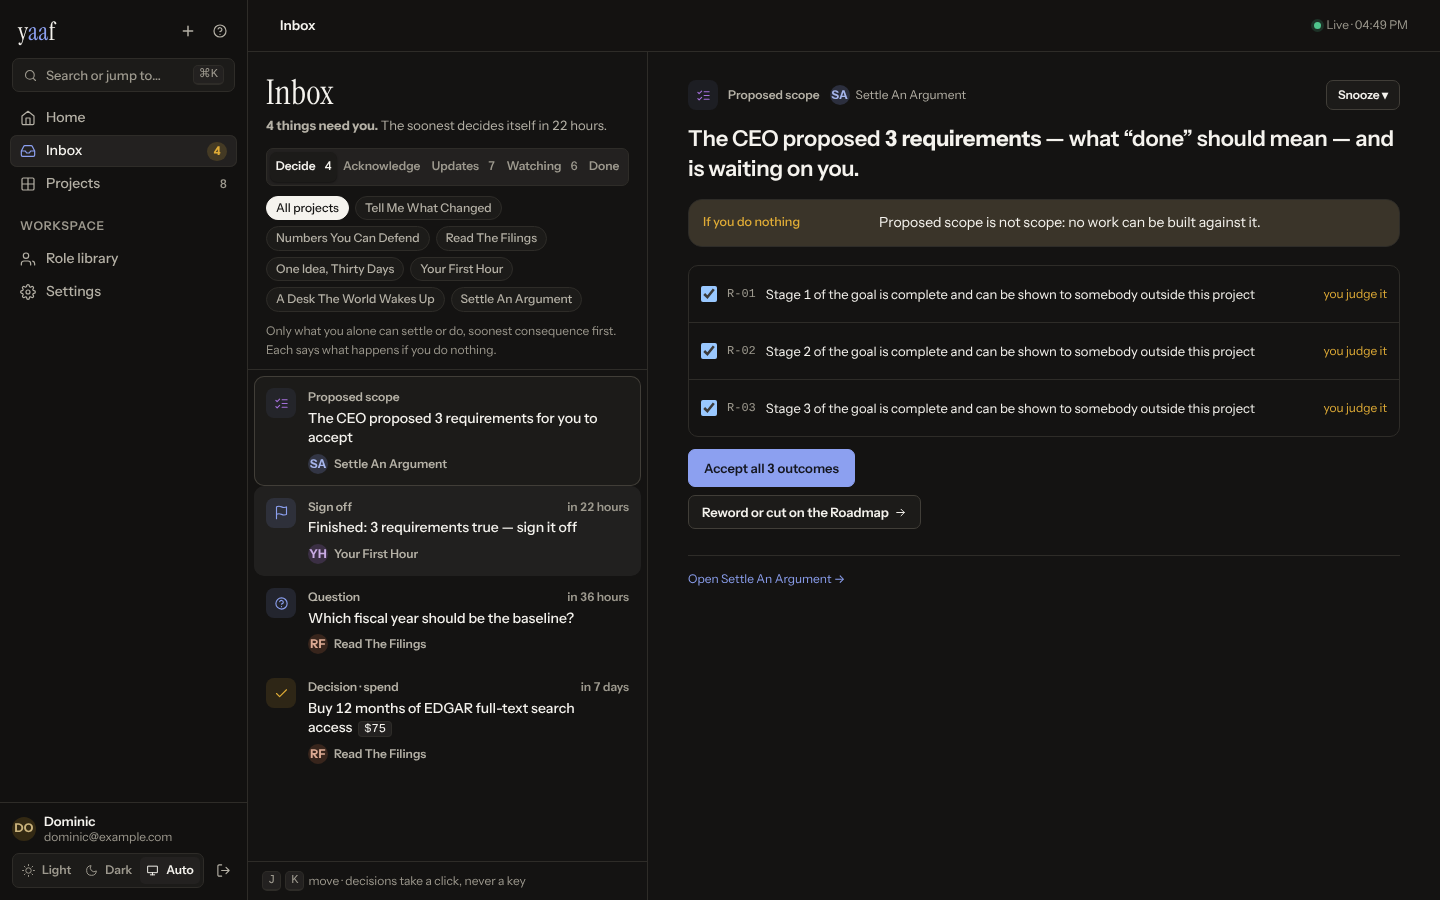 yaaf
Search or jump to... ⌘K
Home
Inbox 4
Projects 8
WORKSPACE
Role library
Settings
Dominic
dominic@example.com
DO
Light Dark Auto
Inbox
Live · 04:49 PM
Inbox
4 things need you. The soonest decides itself in 22 hours.
Decide 4 Acknowledge Updates 7 Watching 6 Done
All projects Tell Me What Changed
Numbers You Can Defend Read The Filings
One Idea, Thirty Days Your First Hour
A Desk The World Wakes Up Settle An Argument
Only what you alone can settle or do, soonest consequence first.
Each says what happens if you do nothing.
Proposed scope
The CEO proposed 3 requirements for you to
accept
SA Settle An Argument
Sign off in 22 hours
Finished: 3 requirements true — sign it off
YH Your First Hour
Question in 36 hours
Which fiscal year should be the baseline?
RF Read The Filings
Decision · spend in 7 days
Buy 12 months of EDGAR full-text search
access $75
RF Read The Filings
J K move · decisions take a click, never a key
Proposed scope SA Settle An Argument
Snooze ▾
The CEO proposed 3 requirements — what “done” should mean — and
is waiting on you.
If you do nothing Proposed scope is not scope: no work can be built against it.
R-01 Stage 1 of the goal is complete and can be shown to somebody outside this project you judge it
R-02 Stage 2 of the goal is complete and can be shown to somebody outside this project you judge it
R-03 Stage 3 of the goal is complete and can be shown to somebody outside this project you judge it
Accept all 3 outcomes
Reword or cut on the Roadmap →
Open Settle An Argument →